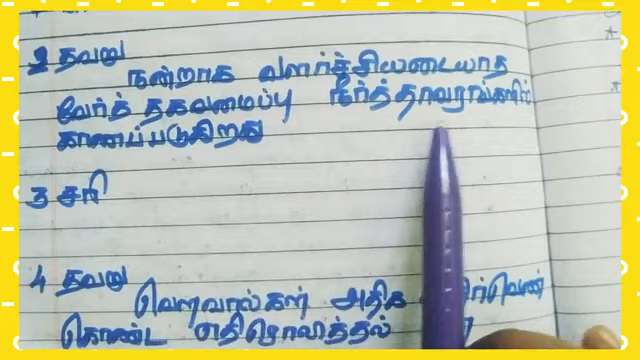 2 தவறு
நன்றாக வளர்ச்சியடையாத
வேர்த் தகவமைப்பு நீர்த்தாவரங்களில்
காணப்படுகிறது
3 சரி
4 தவறு
வௌவால்கள் அதிக
கொண்ட எதிரொலித்தல்